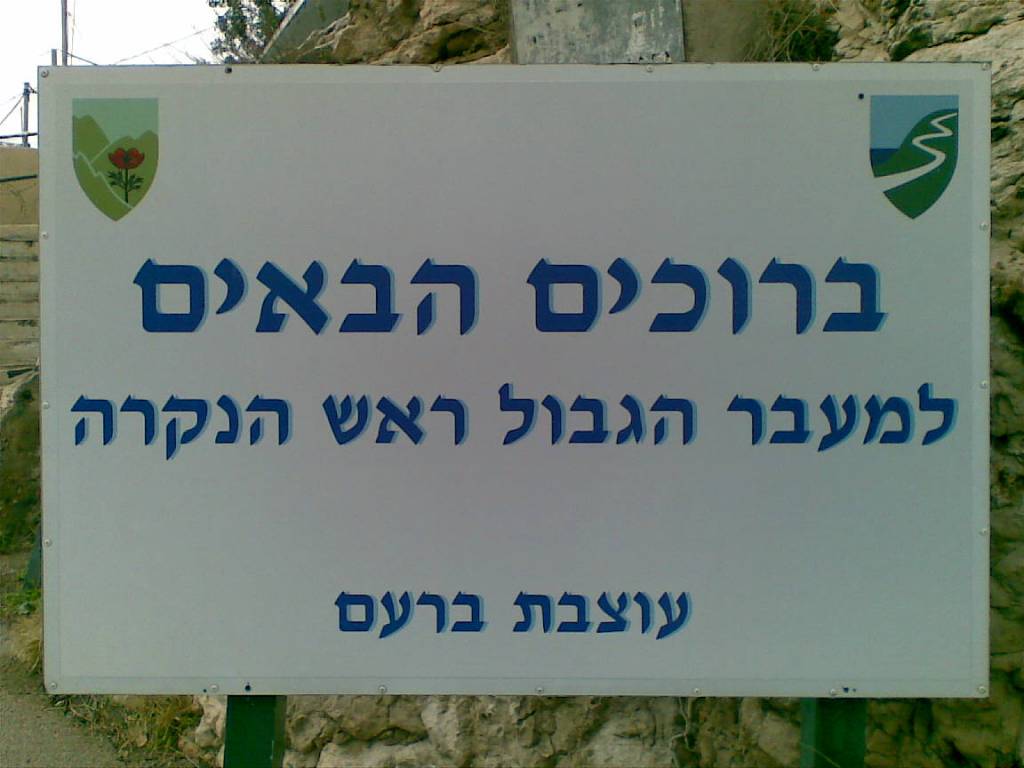 ברוכים הבאים
למעבר הגבול ראש הנקרה
עוצבת ברעם